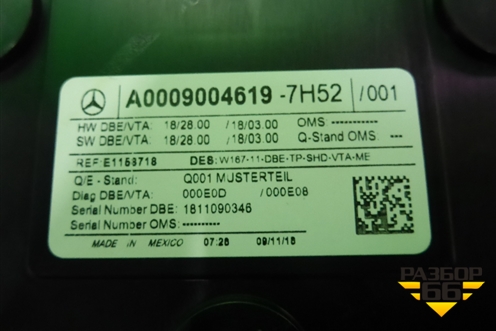 A0009004619 -7H52 /001
HW DBE/VTA: 18/28.00 /18/03.00 OMS----------
SW DBE/VTA: 18/28.00 /18/03.00 Q-Stand OMS: ---
REF:E1158718 DES:W167-11-DBE-TP-SHD-VTA-ME
Q/E - Stand: Q001 MUSTERTEIL
Diag DBE/VTA: 000E0D /000E08
Serial Number DBE: 1811090346
Serial Number OMS:----------
MADE IN MEXICO 07:28 09/11/18
РАЗБОР
66